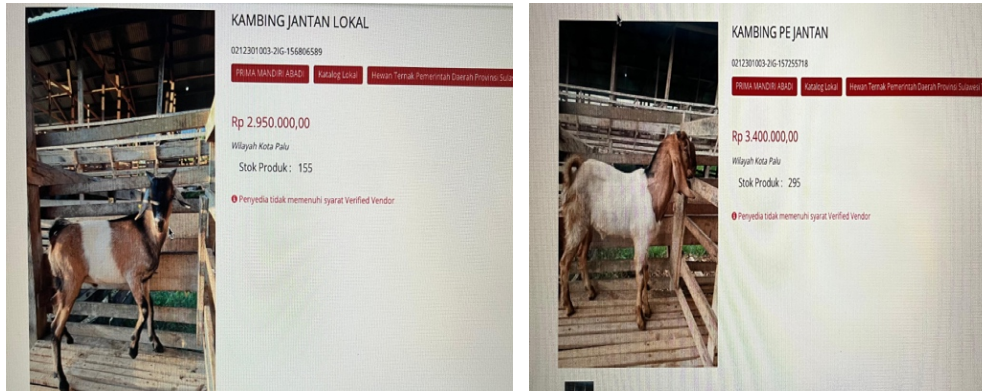 KAMBING JANTAN LOKAL
0212301003-2IG-156806589
PRIMA MANDIRI ABADI Katalog Lokal Hewan Ternak Pemerintah Daerah Provinsi Sula
Rp 2.950.000,00
Wilayah Kota Palu
Stok Produk : 155
Penyedia tidak memenuhi syarat Verified Vendor
KAMBING PE JANTAN
0212301003-2IG-157255718
PRIMA MANDIRI ABADI Katalog Lokal Hewan Ternak Pemerintah Daerah Provinsi Sulawesi
Rp 3.400.000,00
Wilayah Kota Palu
Stok Produk : 295
Penyedia tidak memenuhi syarat Verified Vendor